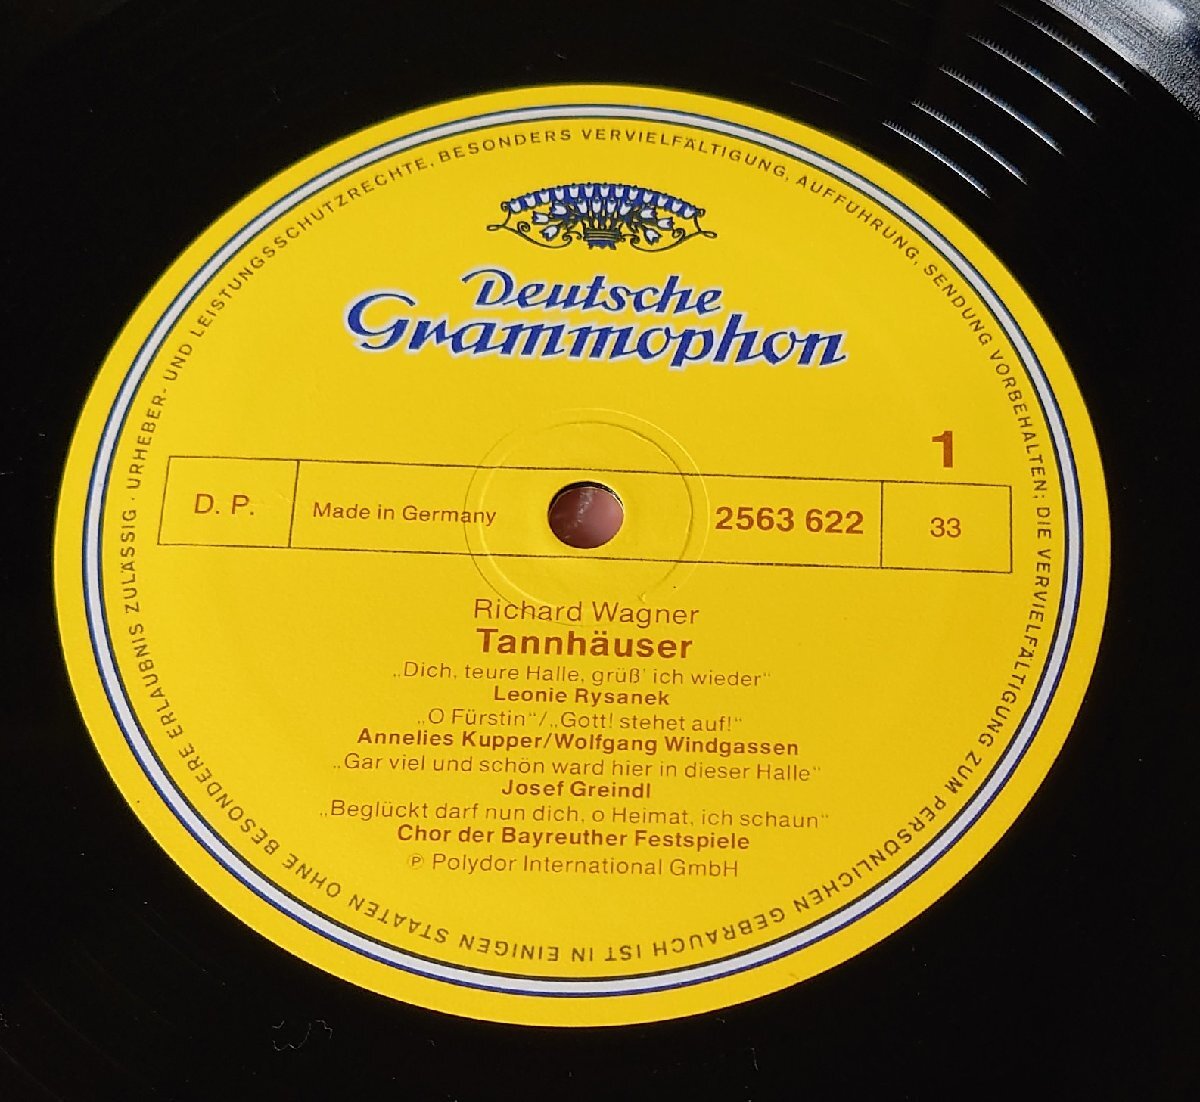 Deutsche
Grammophon
1
D. P.
Made in Germany
2563 622
33
Richard Wagner
Tannhäuser
„Dich, teure Halle, grüß' ich wieder“
Leonie Rysanek
„O Fürstin“/„Gott! stehet auf!“
Annelies Kupper/Wolfgang Windgassen
„Gar viel und schön ward hier in dieser Halle“
Josef Greindl
„Beglückt darf nun dich, o Heimat, ich schaun“
Chor der Bayreuther Festspiele
℗ Polydor International GmbH
URHEBER- UND LEISTUNGSSCHUTZRECHTE, BESONDERS VERVIELFÄLTIGUNG, AUFFÜHRUNG, SENDUNG VORBEHALTEN; DIE VERVIELFÄLTIGUNG ZUM PERSÖNLICHEN GEBRAUCH IST IN EINIGEN STAATEN OHNE BESONDERE ERLAUBNIS ZULÄSSIG ·